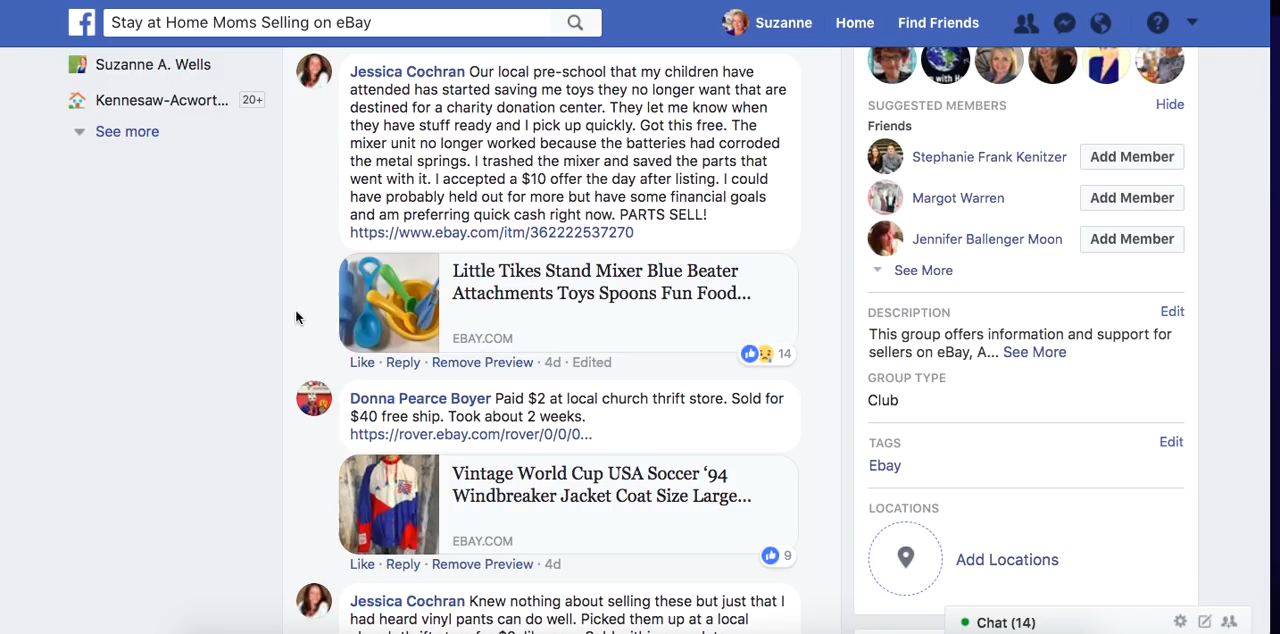 Stay at Home Moms Selling on eBay
Suzanne
Home
Find Friends
Suzanne A. Wells
Kennesaw-Acwort... 20+
See more
Jessica Cochran Our local pre-school that my children have
attended has started saving me toys they no longer want that are
destined for a charity donation center. They let me know when
they have stuff ready and I pick up quickly. Got this free. The
mixer unit no longer worked because the batteries had corroded
the metal springs. I trashed the mixer and saved the parts that
went with it. I accepted a $10 offer the day after listing. I could
have probably held out for more but have some financial goals
and am preferring quick cash right now. PARTS SELL!
https://www.ebay.com/itm/362222537270
Little Tikes Stand Mixer Blue Beater
Attachments Toys Spoons Fun Food...
EBAY.COM
14
Like · Reply · Remove Preview · 4d · Edited
Donna Pearce Boyer Paid $2 at local church thrift store. Sold for
$40 free ship. Took about 2 weeks.
https://rover.ebay.com/rover/0/0/0...
Vintage World Cup USA Soccer ‘94
Windbreaker Jacket Coat Size Large...
EBAY.COM
9
Like · Reply · Remove Preview · 4d
Jessica Cochran Knew nothing about selling these but just that I
had heard vinyl pants can do well. Picked them up at a local
SUGGESTED MEMBERS
Hide
Friends
Stephanie Frank Kenitzer
Add Member
Margot Warren
Add Member
Jennifer Ballenger Moon
Add Member
See More
DESCRIPTION
Edit
This group offers information and support for
sellers on eBay, A... See More
GROUP TYPE
Club
TAGS
Edit
Ebay
LOCATIONS
Add Locations
Chat (14)